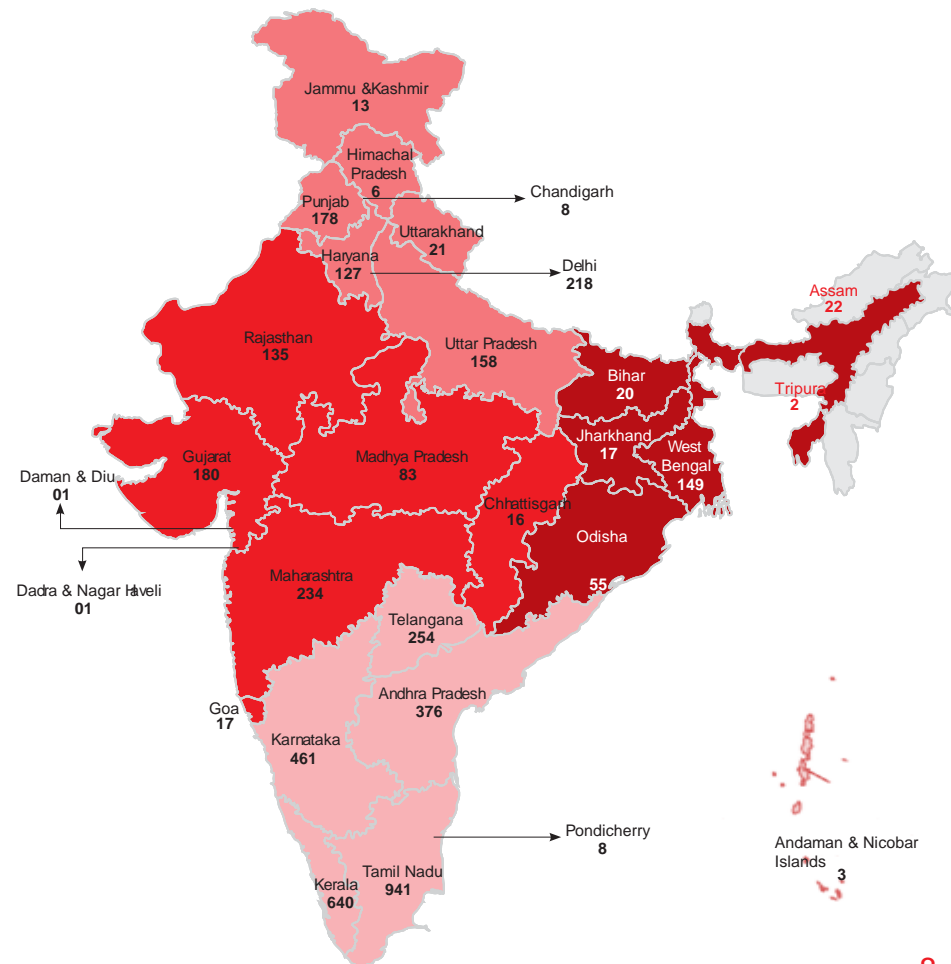 Jammu &Kashmir
13
Himachal
Pradesh
6
Chandigarh
8
Punjab
178
Uttarakhand
21
Haryana
127
Delhi
218
Assam
22
Rajasthan
135
Uttar Pradesh
158
Bihar
20
Tripura
2
Jharkhand
17
West
Bengal
149
Gujarat
180
Madhya Pradesh
83
Daman & Diu
01
Chhattisgarh
16
Odisha
55
Dadra & Nagar Haveli
01
Maharashtra
234
Telangana
254
Andhra Pradesh
376
Goa
17
Karnataka
461
Pondicherry
8
Andaman & Nicobar
Islands
3
Kerala
640
Tamil Nadu
941